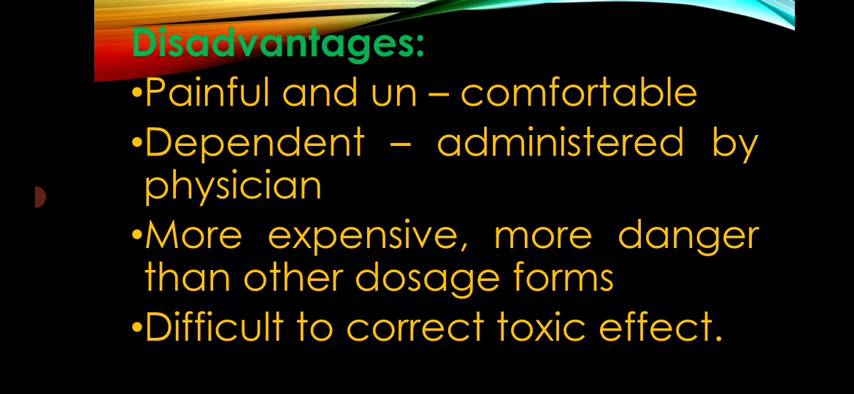 Disadvantages:
•Painful and un – comfortable
•Dependent – administered by
physician
•More expensive, more danger
than other dosage forms
•Difficult to correct toxic effect.